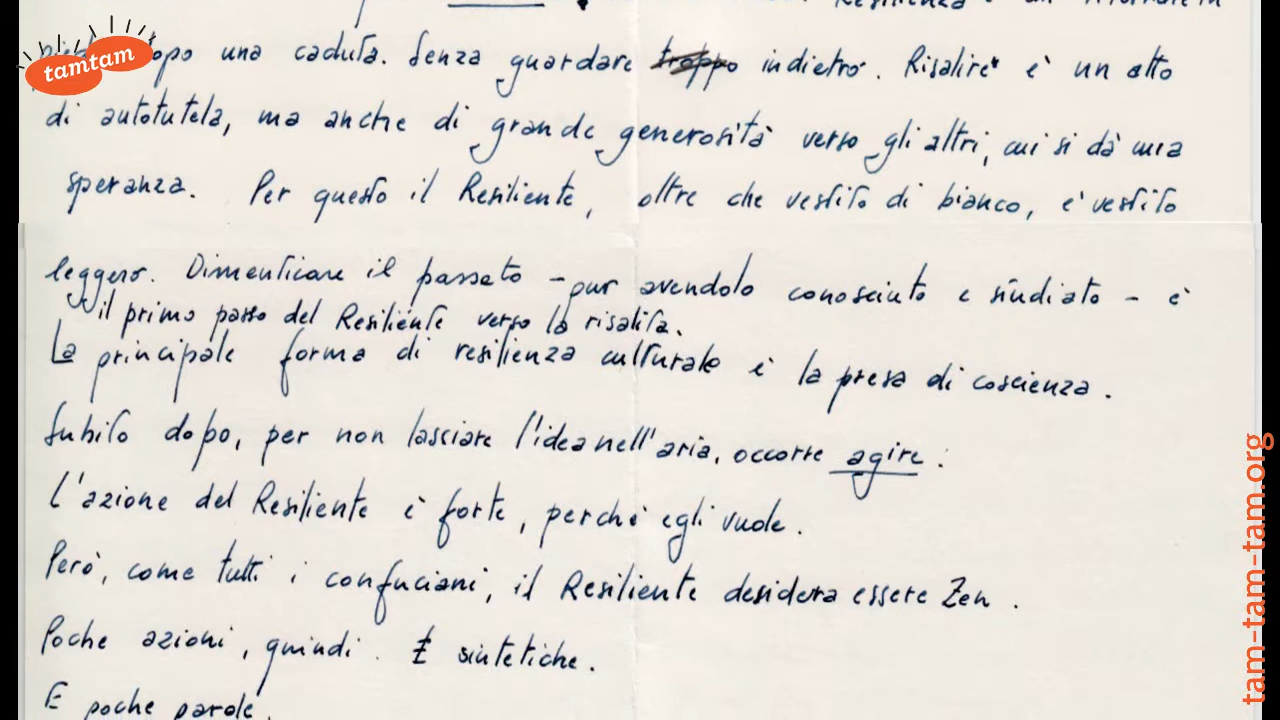 Resilienza è un
tamtam
dopo una caduta. Senza guardare troppo indietro. Risalire è un atto
di autotutela, ma anche di grande generosità verso gli altri, cui si dà una
speranza. Per questo il Resiliente, oltre che vestito di bianco, è vestito
leggero. Dimenticare il passato - pur avendolo conosciuto e studiato - è
il primo passo del Resiliente verso la risalita.
La principale forma di resilienza culturale è la presa di coscienza.
Subito dopo, per non lasciare l'idea nell'aria, occorre agire.
L'azione del Resiliente è forte, perché egli vuole.
Però, come tutti i confuciani, il Resiliente desidera essere Zen.
Poche azioni, quindi. E sintetiche.
E poche parole.
tam-tam-tam.org